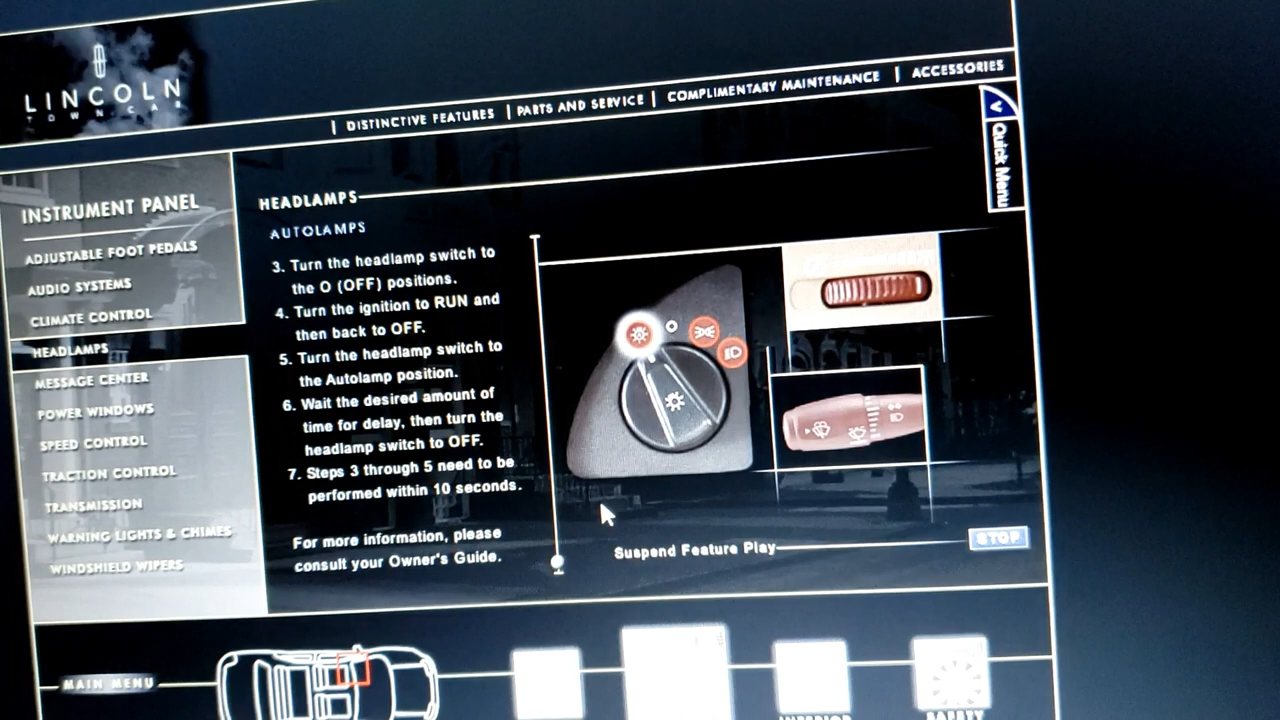 LINCOLN
TOWN CAR
DISTINCTIVE FEATURES | PARTS AND SERVICE | COMPLIMENTARY MAINTENANCE | ACCESSORIES
Quick Menu
INSTRUMENT PANEL
ADJUSTABLE FOOT PEDALS
AUDIO SYSTEMS
CLIMATE CONTROL
HEADLAMPS
MESSAGE CENTER
POWER WINDOWS
SPEED CONTROL
TRACTION CONTROL
TRANSMISSION
WARNING LIGHTS & CHIMES
WINDSHIELD WIPERS
HEADLAMPS
AUTOLAMPS
3. Turn the headlamp switch to
the O (OFF) positions.
4. Turn the ignition to RUN and
then back to OFF.
5. Turn the headlamp switch to
the Autolamp position.
6. Wait the desired amount of
time for delay, then turn the
headlamp switch to OFF.
7. Steps 3 through 5 need to be
performed within 10 seconds.
For more information, please
consult your Owner's Guide.
Suspend Feature Play
STOP
MAIN MENU
INTERIOR
SAFETY